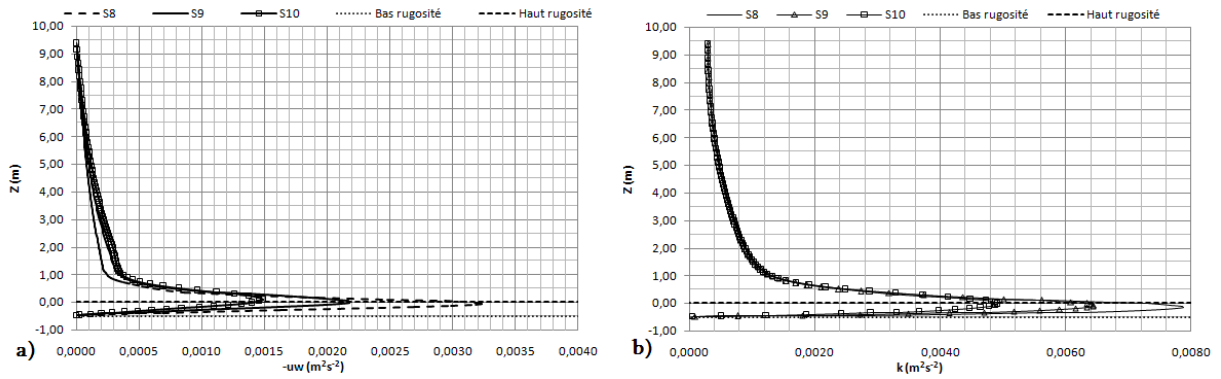 S8 S9 S10 Bas rugosité Haut rugosité
10,00
9,00
8,00
7,00
6,00
5,00
4,00
3,00
2,00
1,00
0,00
-1,00
Z (m)
0,0000 0,0005 0,0010 0,0015 0,0020 0,0025 0,0030 0,0035 0,0040
-uw (m²s⁻²)
a)
S8 S9 S10 Bas rugosité Haut rugosité
10,00
9,00
8,00
7,00
6,00
5,00
4,00
3,00
2,00
1,00
0,00
-1,00
Z (m)
0,0000 0,0020 0,0040 0,0060 0,0080
k (m²s⁻²)
b)